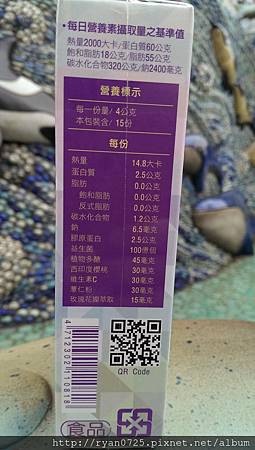 •每日營養素攝取量之基準值
熱量2000大卡/蛋白質60公克
飽和脂肪18公克/脂肪55公克
碳水化合物320公克/鈉2400毫克
營養標示
每一份量/ 4公克
本包裝含/ 15份
每份
熱量 14.8大卡
蛋白質 2.5公克
脂肪 0.0公克
飽和脂肪 0.0公克
反式脂肪 0.0公克
碳水化合物 1.2公克
鈉 6.5毫克
膠原蛋白 2.5公克
益生菌 100億個
植物多醣 45毫克
西印度櫻桃 30毫克
維生素C 30毫克
薏仁粉 30毫克
玫瑰花瓣萃取 15毫克
4712302110818
QR Code
食品
http://ryan0725.pixnet.net/album